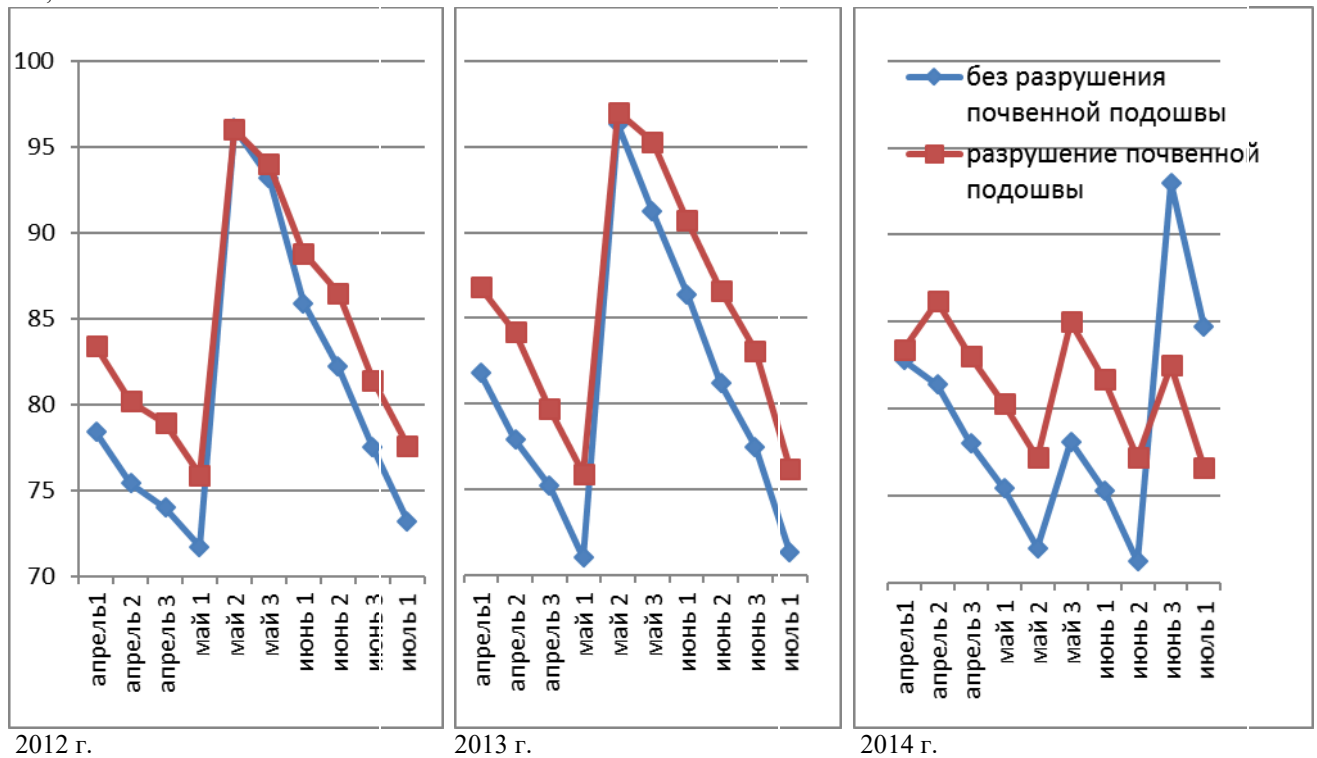 100
95
90
85
80
75
70
апрель1
апрель 2
апрель 3
май 1
май 2
май 3
июнь 1
июнь 2
июнь 3
июль 1
апрель1
апрель 2
апрель 3
май 1
май 2
май 3
июнь 1
июнь 2
июнь 3
июль 1
без разрушения
почвенной подошвы
разрушение почвенной
подошвы
апрель1
апрель 2
апрель 3
май 1
май 2
май 3
июнь 1
июнь 2
июнь 3
июль 1
2012 г.
2013 г.
2014 г.